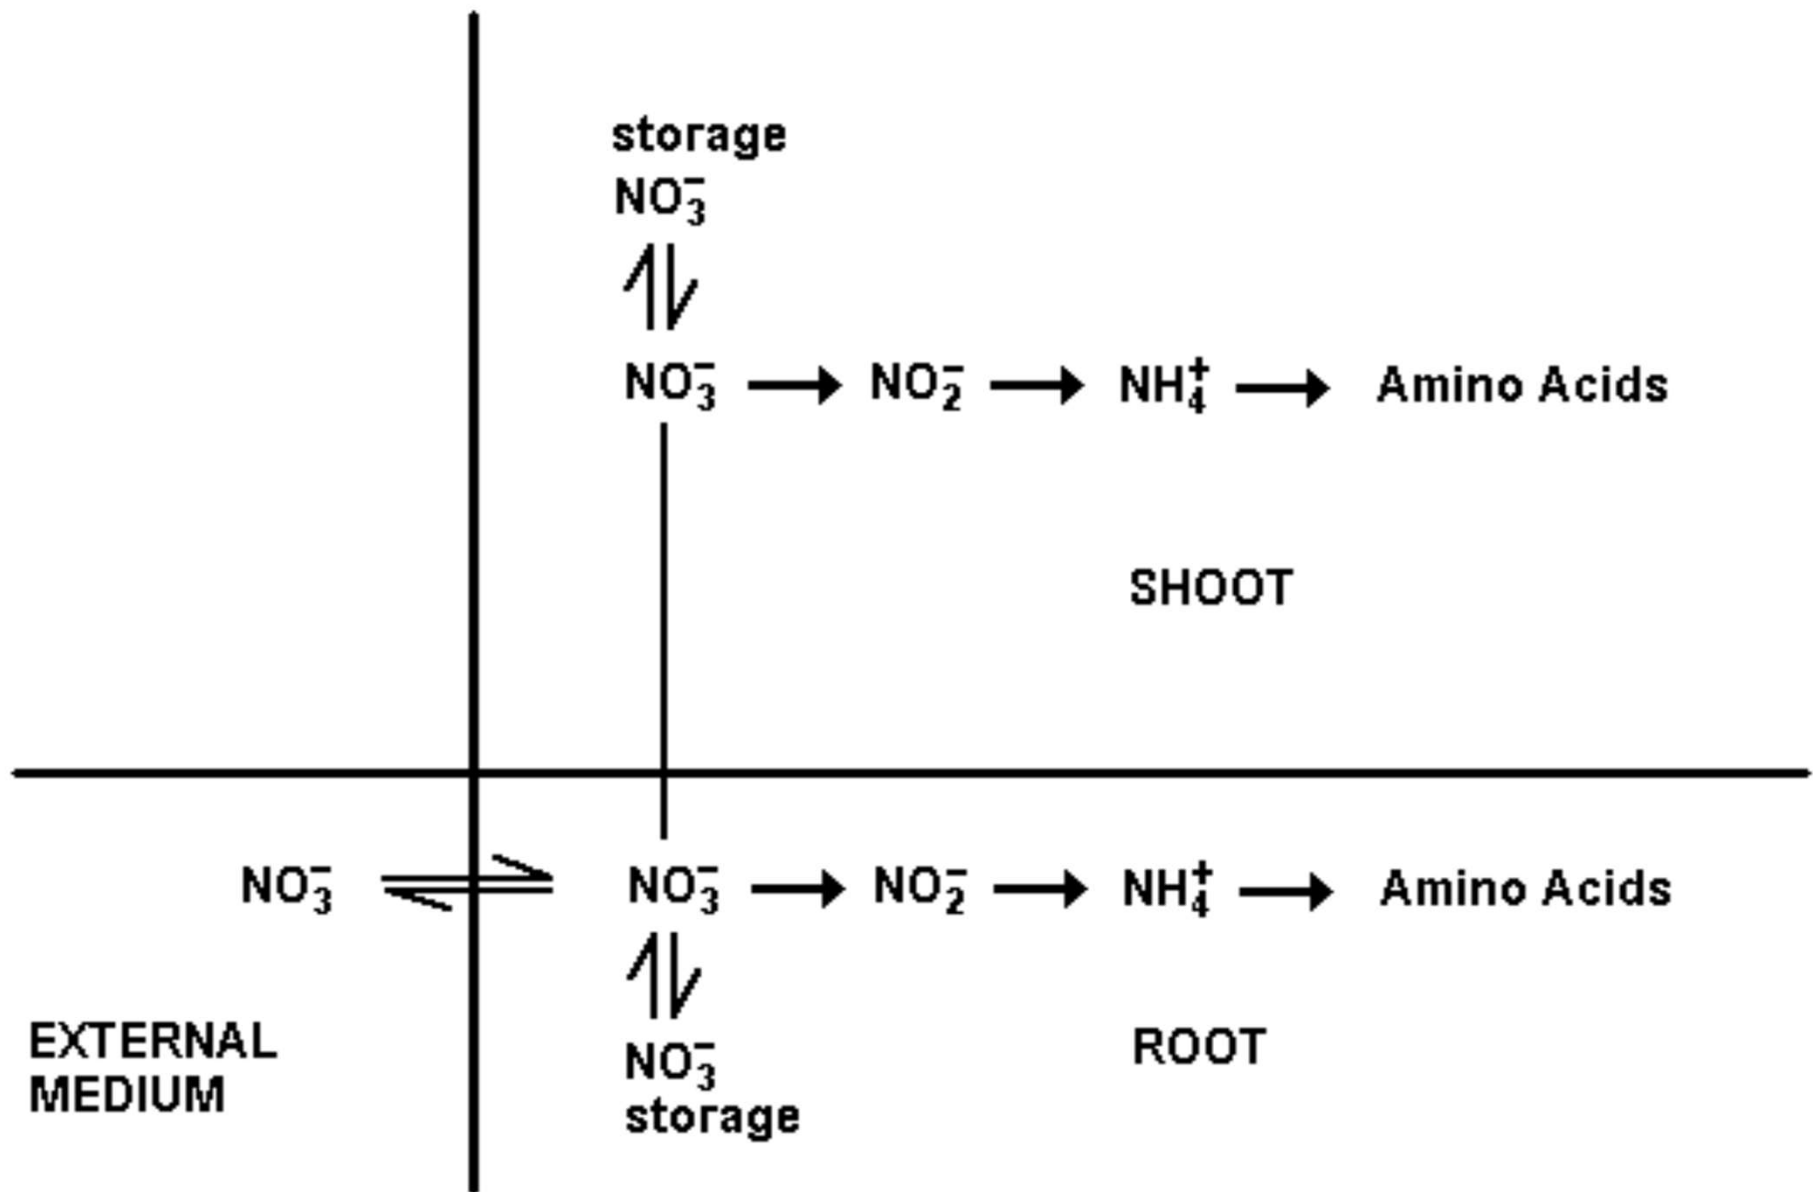 storage
NO₃⁻
NO₃⁻ → NO₂⁻ → NH₄⁺ → Amino Acids
SHOOT
NO₃⁻ ⇌ NO₃⁻ → NO₂⁻ → NH₄⁺ → Amino Acids
EXTERNAL
MEDIUM
NO₃⁻
storage
ROOT